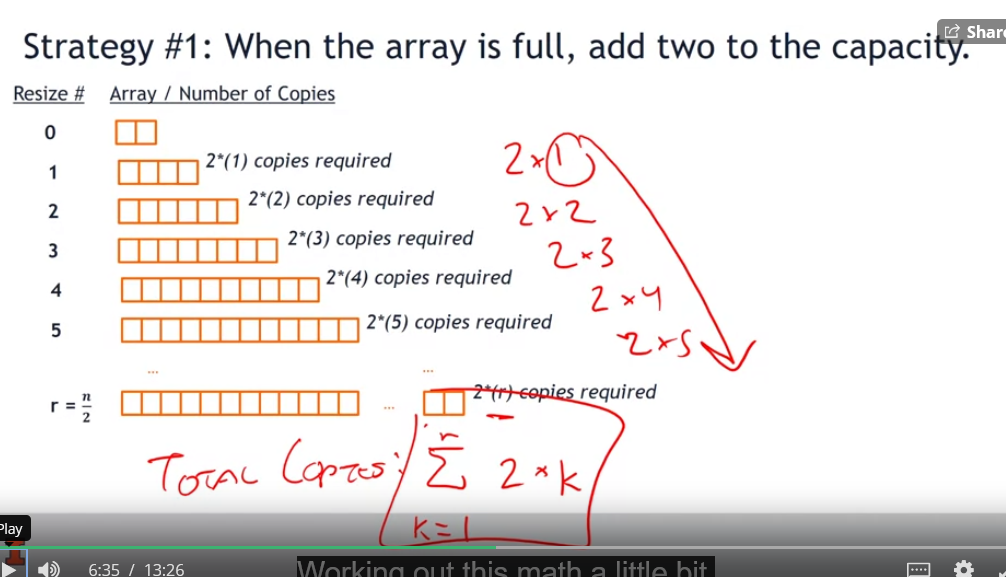 Strategy #1: When the array is full, add two to the capacity.
Share
Resize # Array / Number of Copies
0
1 2*(1) copies required
2 2*(2) copies required
3 2*(3) copies required
4 2*(4) copies required
5 2*(5) copies required
... ...
r = n/2 ... 2*(r) copies required
2×1
2×2
2×3
2×4
2×5
TOTAL COPIES: r Σ k=1 2*k
Play
6:35 / 13:26
Working out this math a little bit